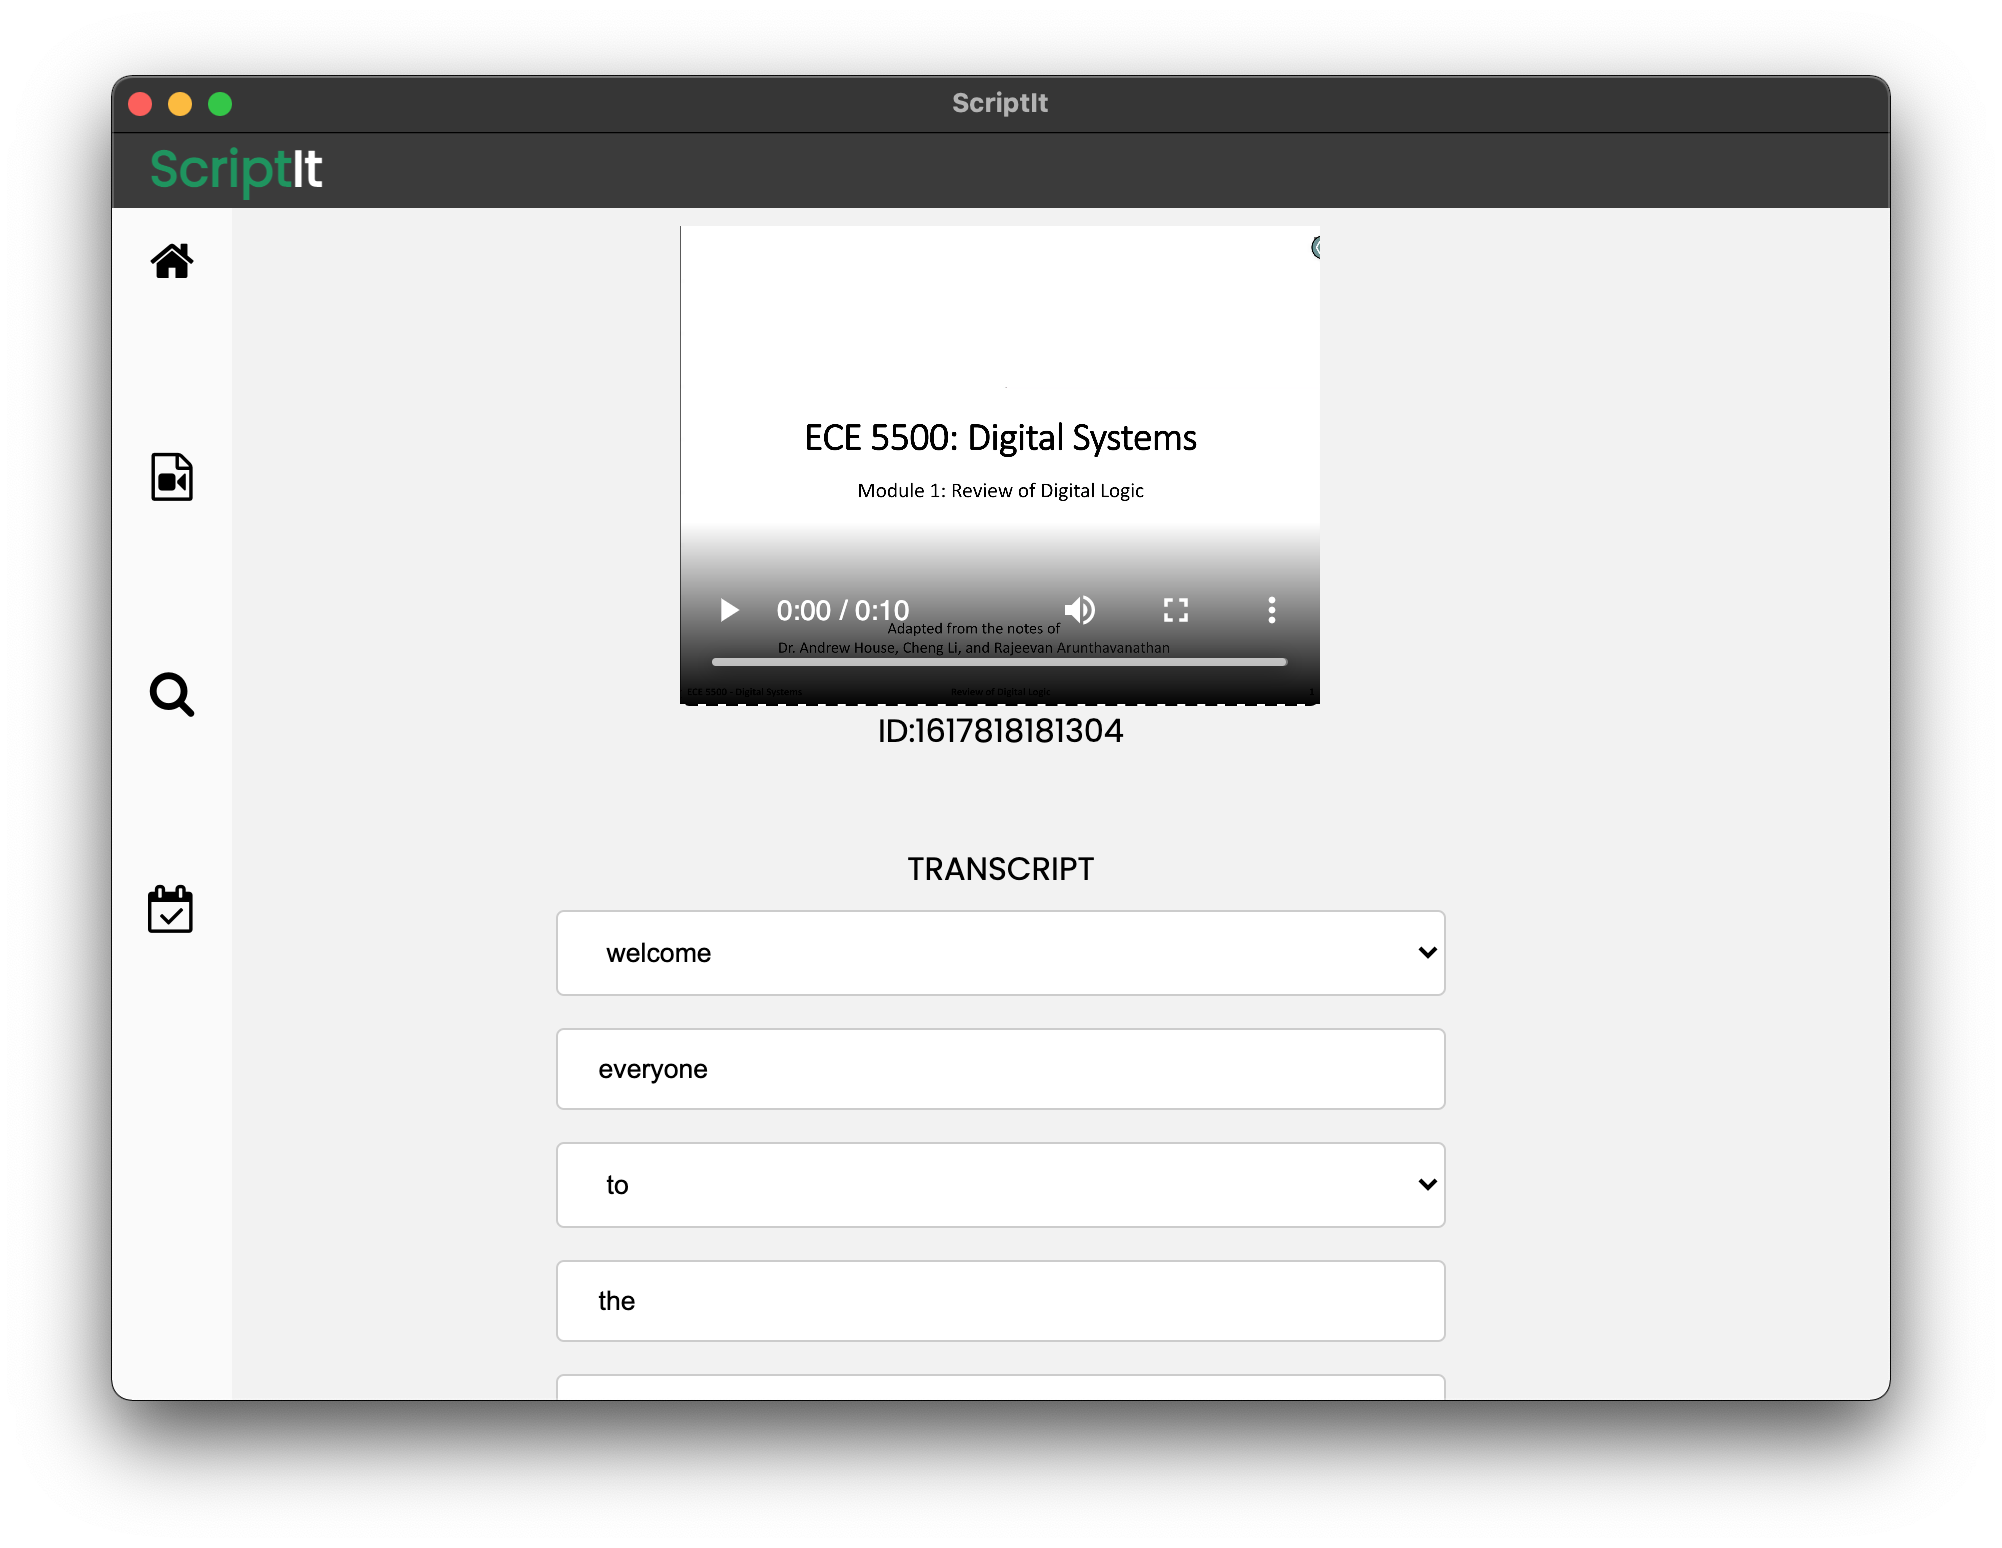 ScriptIt
ScriptIt
ECE 5500: Digital Systems
Module 1: Review of Digital Logic
0:00 / 0:10
Adapted from the notes of
Dr. Andrew House, Cheng Li, and Rajeevan Arunthavanathan
ECE 5500 - Digital Systems
Review of Digital Logic
1
ID:1617818181304
TRANSCRIPT
welcome
everyone
to
the